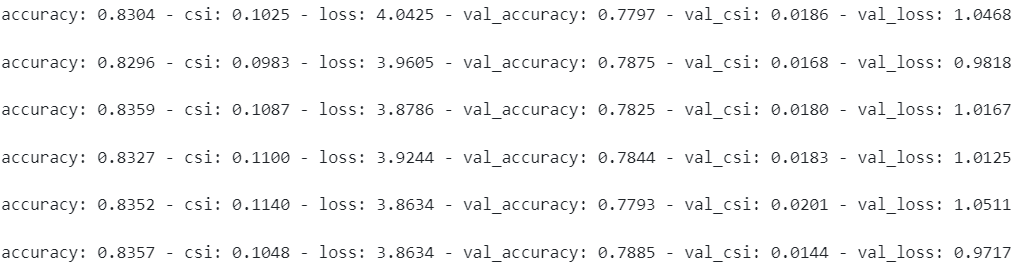 accuracy: 0.8304 - csi: 0.1025 - loss: 4.0425 - val_accuracy: 0.7797 - val_csi: 0.0186 - val_loss: 1.0468
accuracy: 0.8296 - csi: 0.0983 - loss: 3.9605 - val_accuracy: 0.7875 - val_csi: 0.0168 - val_loss: 0.9818
accuracy: 0.8359 - csi: 0.1087 - loss: 3.8786 - val_accuracy: 0.7825 - val_csi: 0.0180 - val_loss: 1.0167
accuracy: 0.8327 - csi: 0.1100 - loss: 3.9244 - val_accuracy: 0.7844 - val_csi: 0.0183 - val_loss: 1.0125
accuracy: 0.8352 - csi: 0.1140 - loss: 3.8634 - val_accuracy: 0.7793 - val_csi: 0.0201 - val_loss: 1.0511
accuracy: 0.8357 - csi: 0.1048 - loss: 3.8634 - val_accuracy: 0.7885 - val_csi: 0.0144 - val_loss: 0.9717